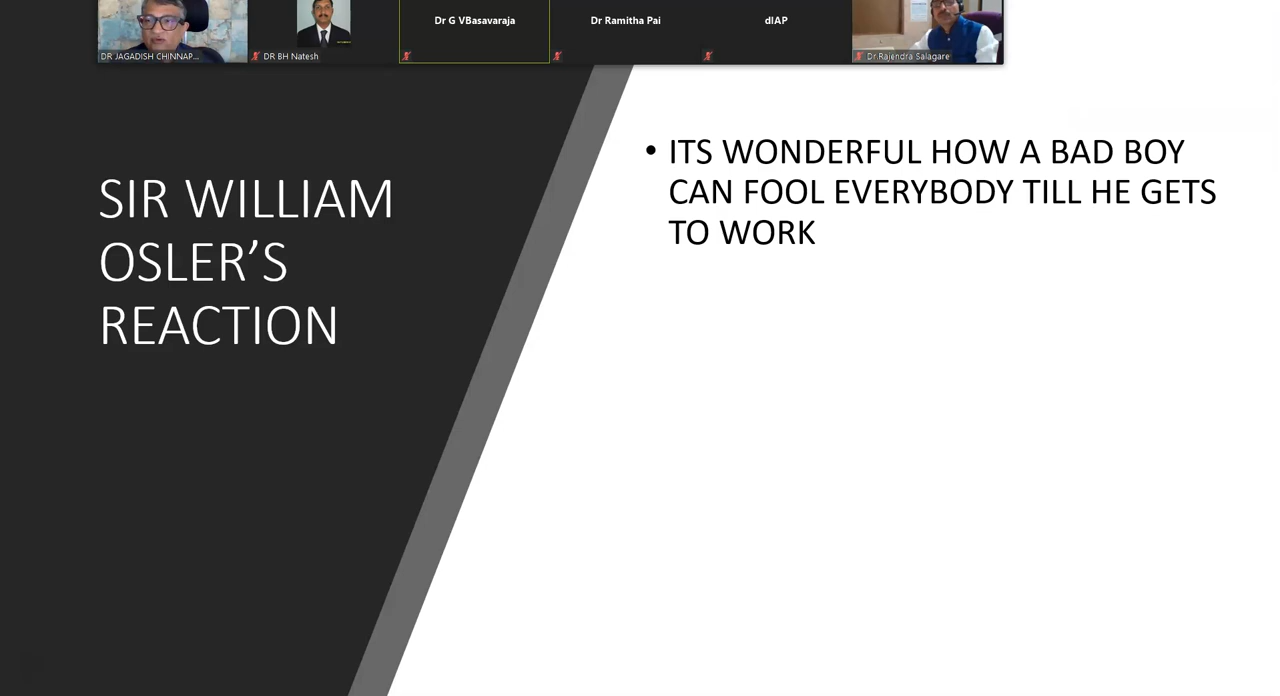 DR JAGADISH CHINNAP...
DR BH Natesh
Dr G VBasavaraja
Dr Ramitha Pai
dIAP
Dr.Rajendra Salagare
SIR WILLIAM
OSLER’S
REACTION
• ITS WONDERFUL HOW A BAD BOY
CAN FOOL EVERYBODY TILL HE GETS
TO WORK